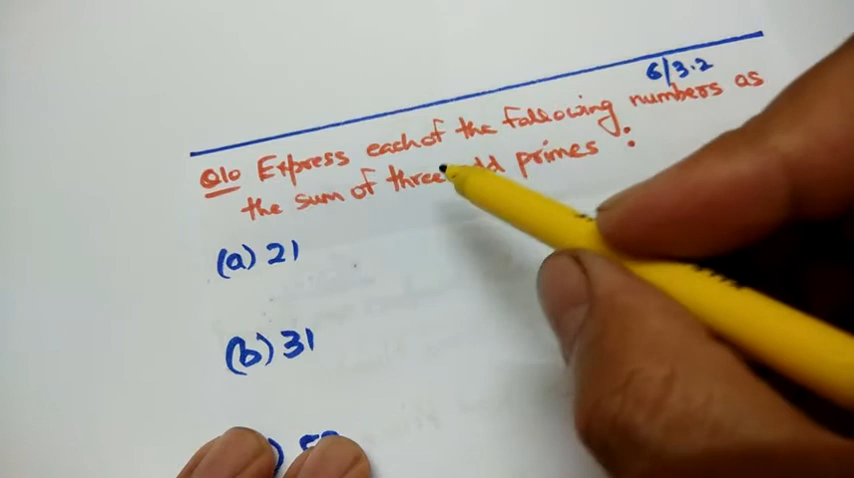 6/3.2
Q10 Express each of the following numbers as
the sum of three primes :
(a) 21
(b) 31